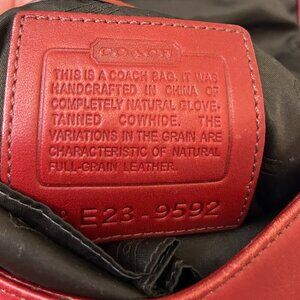 COACH
THIS IS A COACH BAG. IT WAS
HANDCRAFTED IN CHINA OF
COMPLETELY NATURAL GLOVE-
TANNED COWHIDE. THE
VARIATIONS IN THE GRAIN ARE
CHARACTERISTIC OF NATURAL
FULL-GRAIN LEATHER.
E23-9592